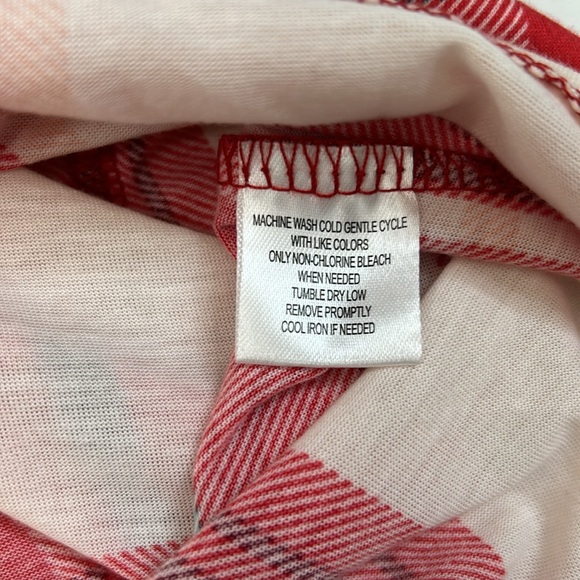 MACHINE WASH COLD GENTLE CYCLE
WITH LIKE COLORS
ONLY NON-CHLORINE BLEACH
WHEN NEEDED
TUMBLE DRY LOW
REMOVE PROMPTLY
COOL IRON IF NEEDED